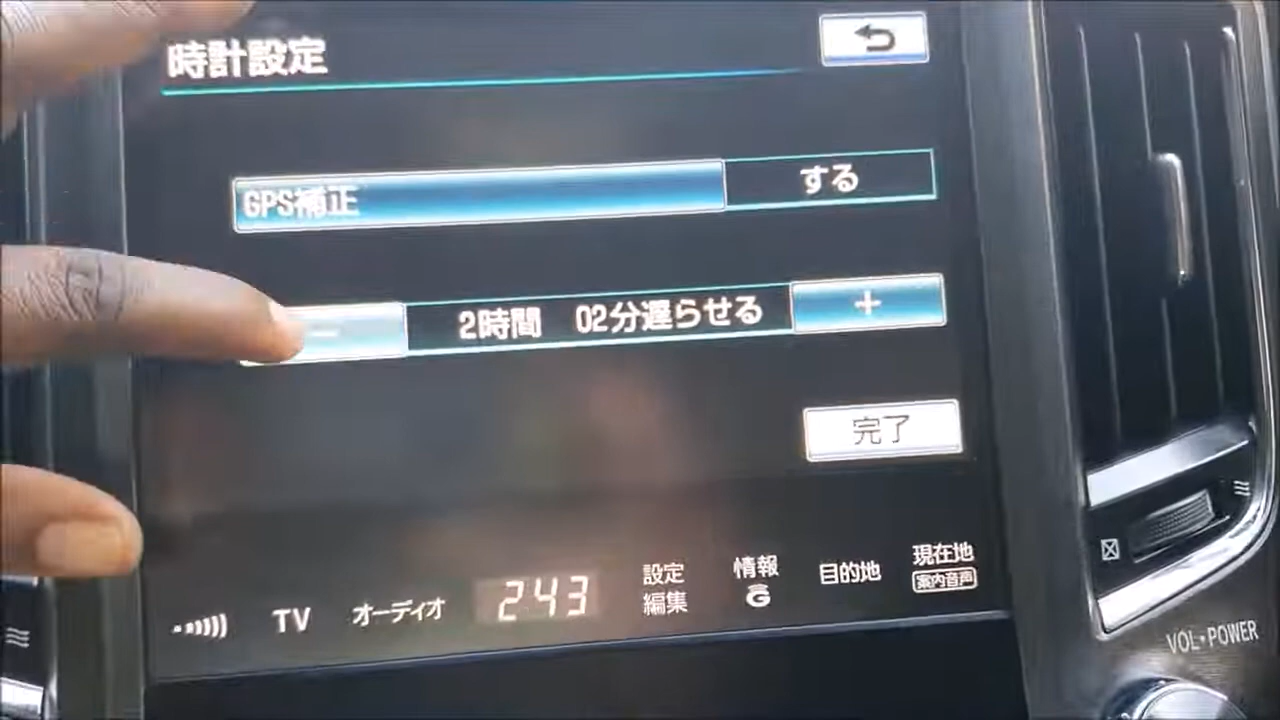 時計設定
GPS補正 する
－ 2時間 02分遅らせる ＋
完了
TV オーディオ 243 設定編集 情報 G 目的地 現在地 案内音声
VOL・POWER